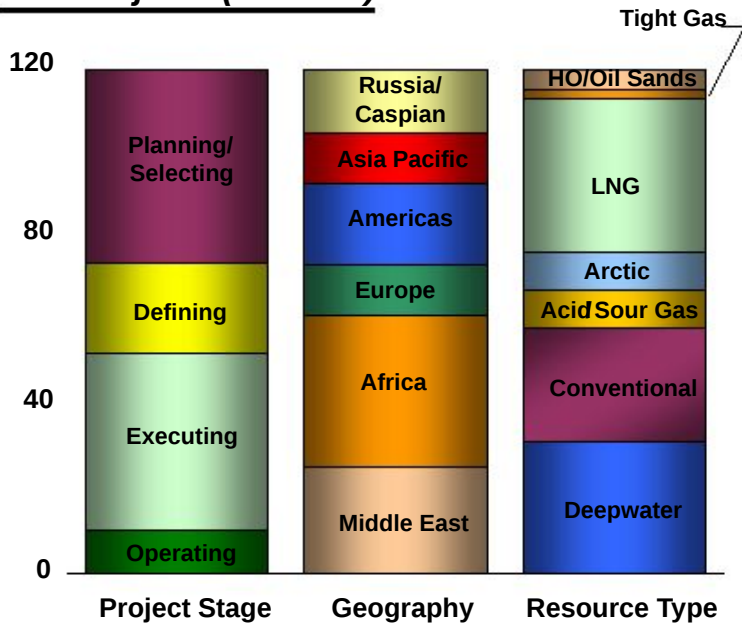 Tight Gas
120
80
40
0
Planning/
Selecting
Defining
Executing
Operating
Russia/
Caspian
Asia Pacific
Americas
Europe
Africa
Middle East
HO/Oil Sands
LNG
Arctic
Acid/Sour Gas
Conventional
Deepwater
Project Stage
Geography
Resource Type